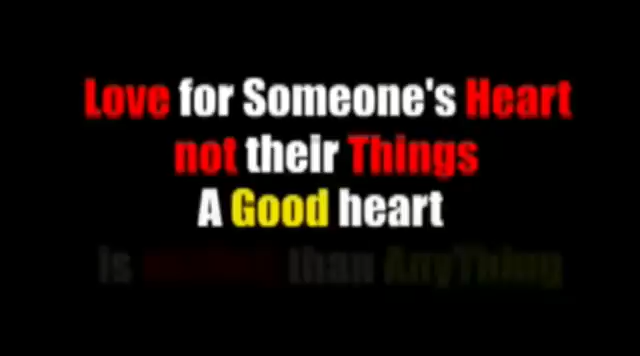 Love for Someone's Heart
not their Things
A Good heart
Is than AnyThing